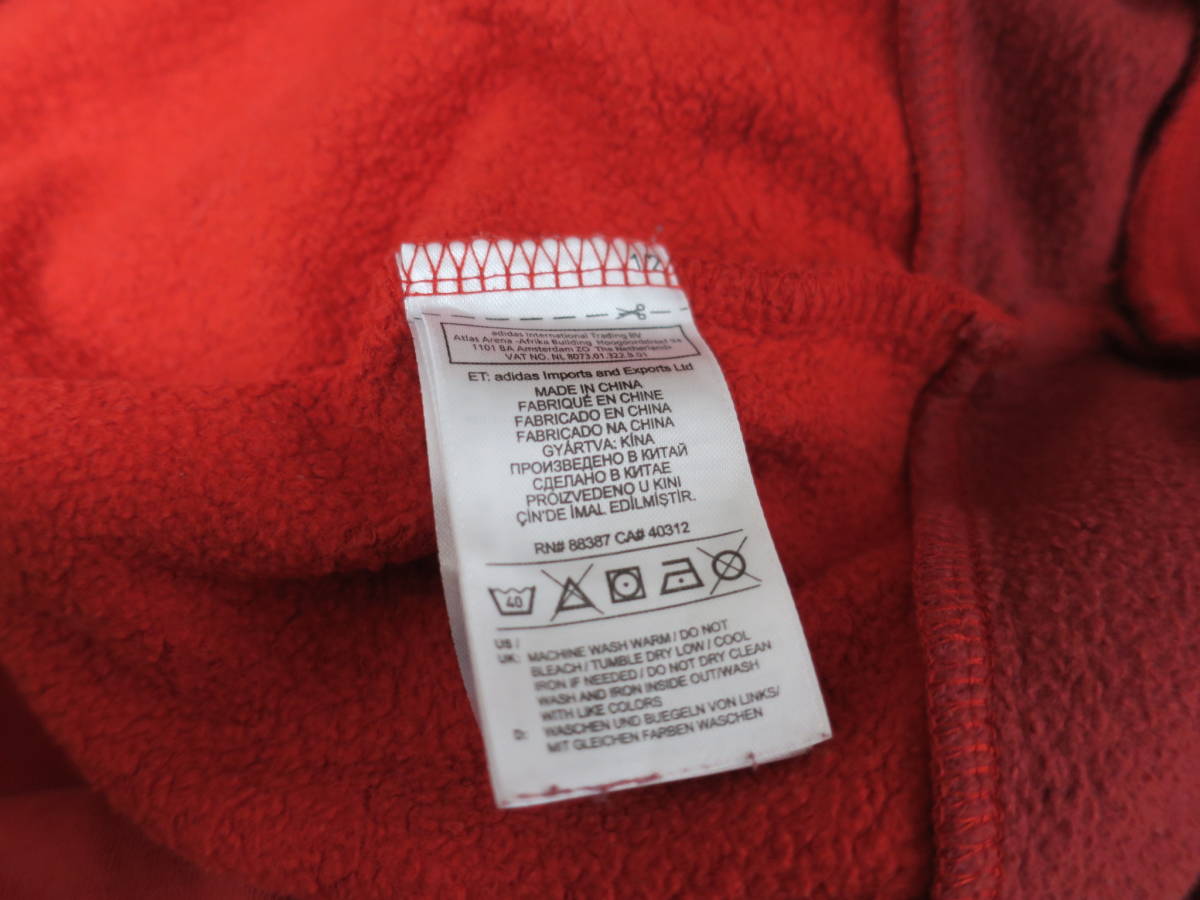 12
adidas International Trading BV
Atlas Arena -Afrika Building Hoogoorddreef 9a
1101 BA Amsterdam ZO The Netherlands
VAT NO. NL 8073.01.322.B.01
ET: adidas Imports and Exports Ltd
MADE IN CHINA
FABRIQUÉ EN CHINE
FABRICADO EN CHINA
FABRICADO NA CHINA
GYÁRTVA: KÍNA
ПРОИЗВЕДЕНО В КИТАЙ
СДЕЛАНО В КИТАЕ
PROIZVEDENO U KINI
ÇİN'DE İMAL EDİLMİŞTİR.
RN# 88387 CA# 40312
40
US /
UK: MACHINE WASH WARM / DO NOT
BLEACH / TUMBLE DRY LOW / COOL
IRON IF NEEDED / DO NOT DRY CLEAN
WASH AND IRON INSIDE OUT/WASH
WITH LIKE COLORS
D: WASCHEN UND BUEGELN VON LINKS/
MIT GLEICHEN FARBEN WASCHEN